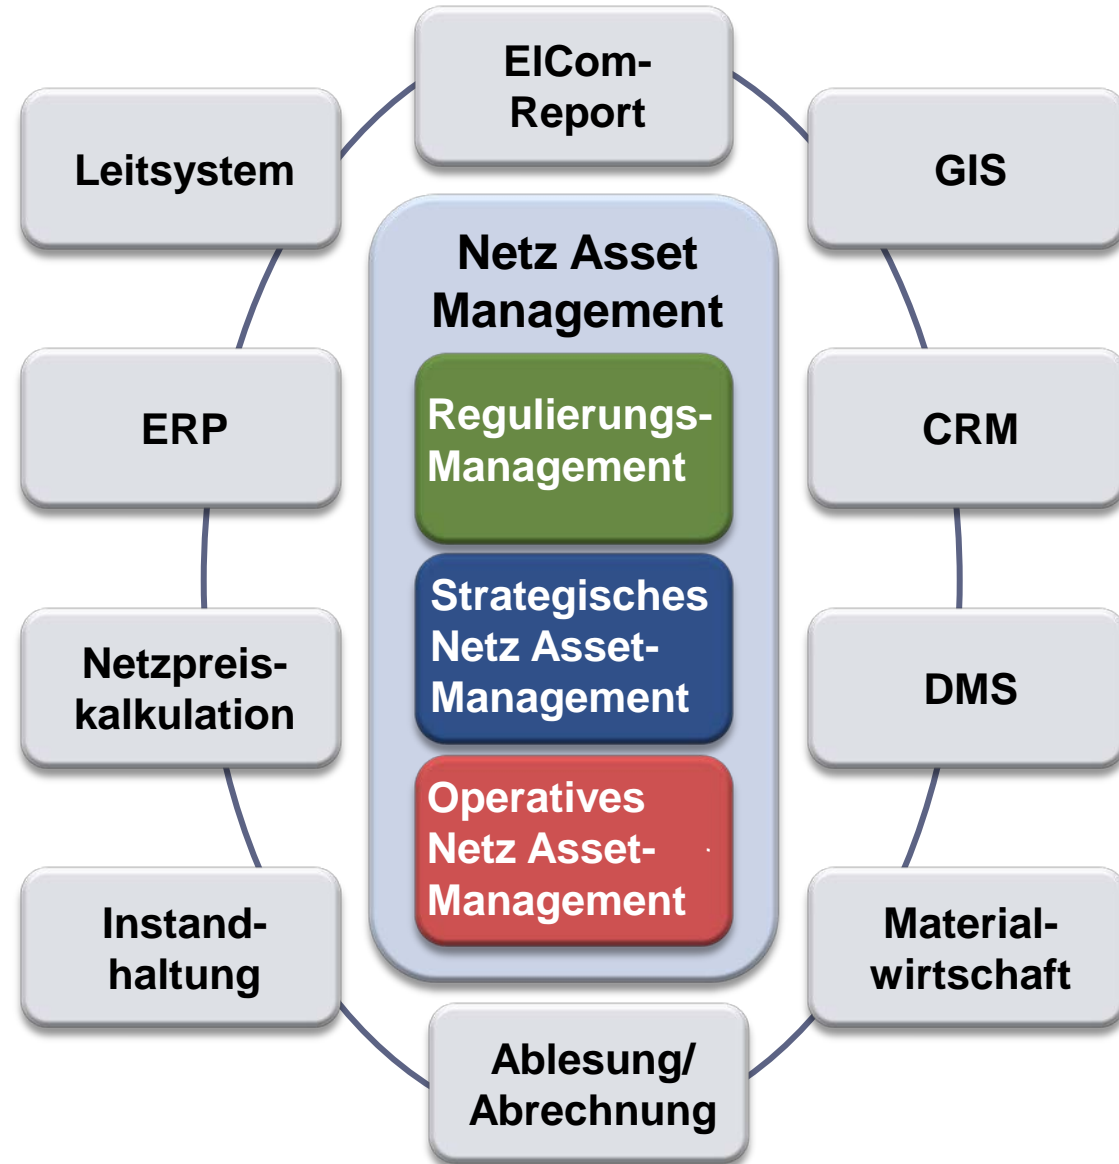 ElCom-
Report
Leitsystem
GIS
Netz Asset
Management
Regulierungs-
Management
ERP
CRM
Strategisches
Netz Asset-
Management
Netzpreis-
kalkulation
DMS
Operatives
Netz Asset-
Management
Instand-
haltung
Material-
wirtschaft
Ablesung/
Abrechnung